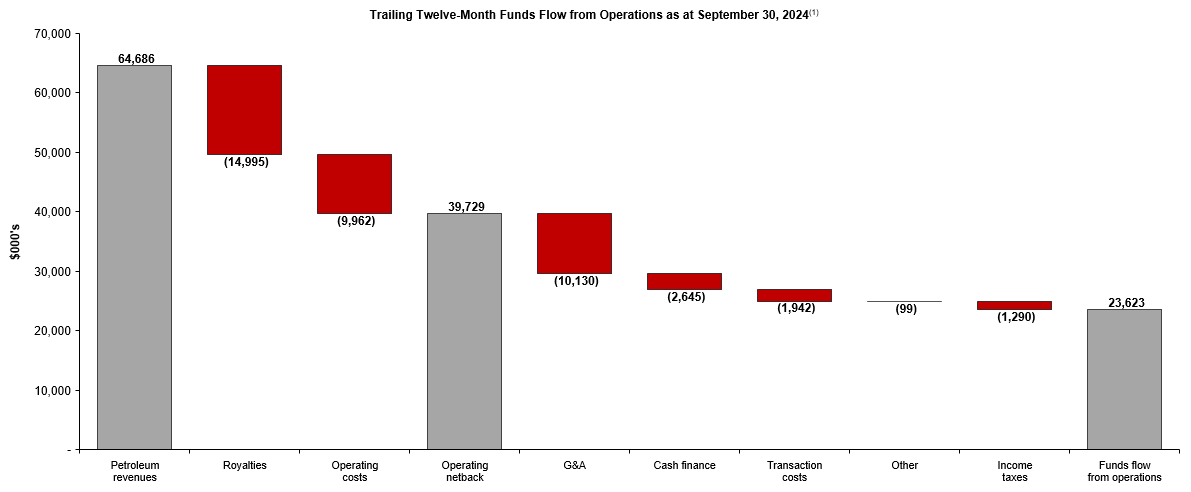 Trailing Twelve-Month Funds Flow from Operations as at September 30, 2024(1)
$000's
70,000
60,000
50,000
40,000
30,000
20,000
10,000
-
64,686
(14,995)
(9,962)
39,729
(10,130)
(2,645)
(1,942)
(99)
(1,290)
23,623
Petroleum
revenues
Royalties
Operating
costs
Operating
netback
G&A
Cash finance
Transaction
costs
Other
Income
taxes
Funds flow
from operations